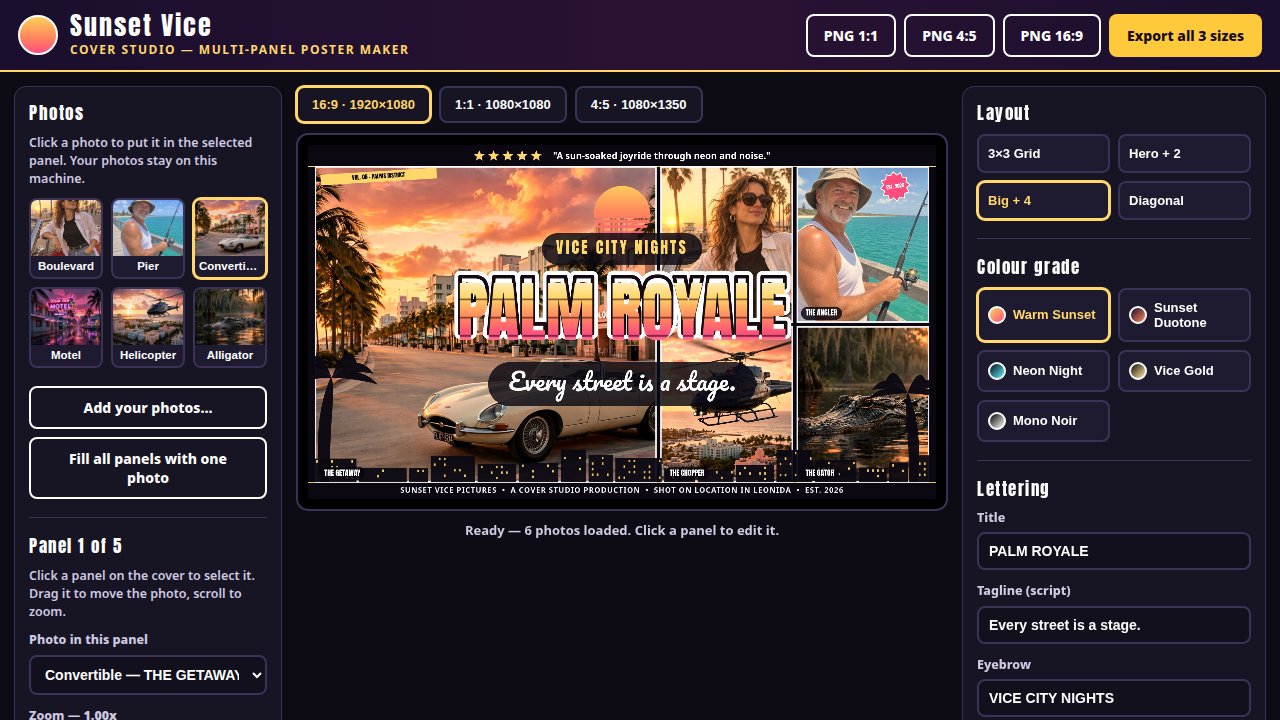 Sunset Vice
COVER STUDIO — MULTI-PANEL POSTER MAKER
PNG 1:1
PNG 4:5
PNG 16:9
Export all 3 sizes
Photos
Click a photo to put it in the selected
panel. Your photos stay on this
machine.
Boulevard
Pier
Converti...
Motel
Helicopter
Alligator
Add your photos...
Fill all panels with one
photo
Panel 1 of 5
Click a panel on the cover to select it.
Drag it to move the photo, scroll to
zoom.
Photo in this panel
Convertible — THE GETAWAY
Zoom — 1.00x
16:9 · 1920×1080
1:1 · 1080×1080
4:5 · 1080×1350
"A sun-soaked joyride through neon and noise."
VOL. 06 · PALMS DISTRICT
VICE CITY NIGHTS
PALM ROYALE
Every street is a stage.
THE ANGLER
THE GETAWAY
THE CHOPPER
THE GATOR
SUNSET VICE PICTURES • A COVER STUDIO PRODUCTION • SHOT ON LOCATION IN LEONIDA • EST. 2026
Ready — 6 photos loaded. Click a panel to edit it.
Layout
3×3 Grid
Hero + 2
Big + 4
Diagonal
Colour grade
Warm Sunset
Sunset
Duotone
Neon Night
Vice Gold
Mono Noir
Lettering
Title
PALM ROYALE
Tagline (script)
Every street is a stage.
Eyebrow
VICE CITY NIGHTS